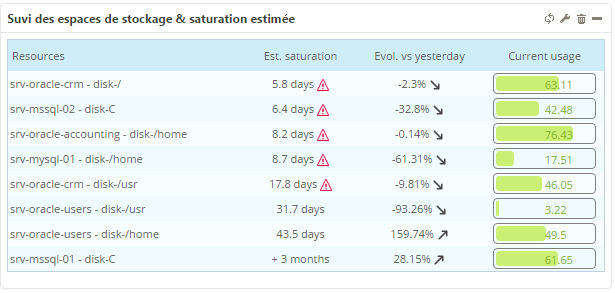 Suvi des espaces de stockage & saturation estimée
Resources Est. saturation Evol. vs yesterday Current usage
srv-oracle-crm - disk-/ 5.8 days -2.3% 63.11
srv-mssql-02 - disk-C 6.4 days -32.8% 42.48
srv-oracle-accounting - disk-/home 8.2 days -0.14% 76.43
srv-mysql-01 - disk-/home 8.7 days -61.31% 17.51
srv-oracle-crm - disk-/usr 17.8 days -9.81% 46.05
srv-oracle-users - disk-/usr 31.7 days -93.26% 3.22
srv-oracle-users - disk-/home 43.5 days 159.74% 49.5
srv-mssql-01 - disk-C + 3 months 28.15% 61.65